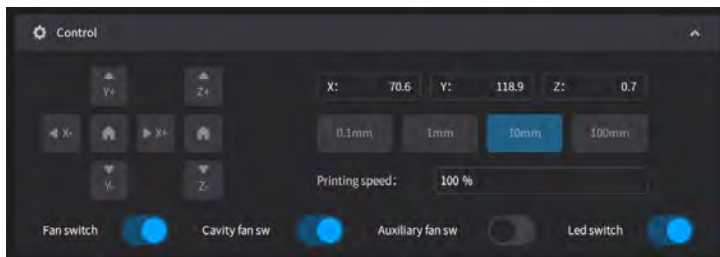 Control
Y+ Z+
X: 70.6 Y: 118.9 Z: 0.7
X- X+ 0.1mm 1mm 10mm 100mm
Y- Z-
Printing speed: 100 %
Fan switch Cavity fan sw Auxiliary fan sw Led switch